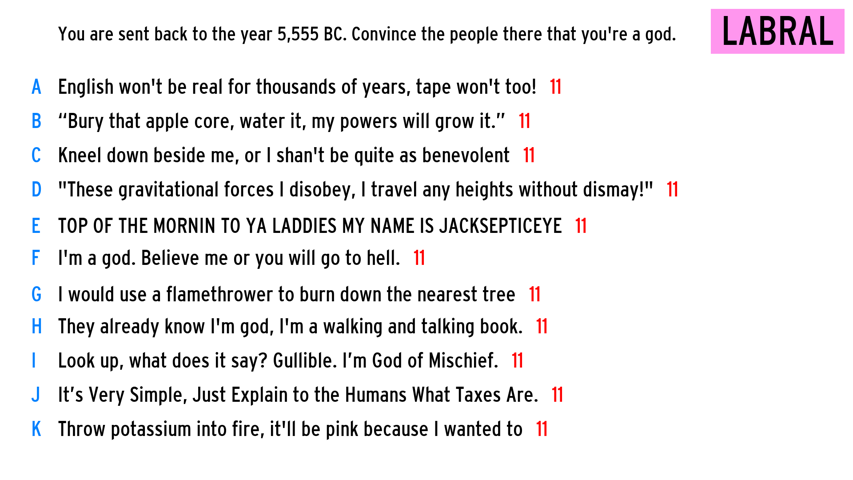 You are sent back to the year 5,555 BC. Convince the people there that you're a god.
LABRAL
A English won't be real for thousands of years, tape won't too! 11
B “Bury that apple core, water it, my powers will grow it.” 11
C Kneel down beside me, or I shan't be quite as benevolent 11
D "These gravitational forces I disobey, I travel any heights without dismay!" 11
E TOP OF THE MORNIN TO YA LADDIES MY NAME IS JACKSEPTICEYE 11
F I'm a god. Believe me or you will go to hell. 11
G I would use a flamethrower to burn down the nearest tree 11
H They already know I'm god, I'm a walking and talking book. 11
I Look up, what does it say? Gullible. I’m God of Mischief. 11
J It’s Very Simple, Just Explain to the Humans What Taxes Are. 11
K Throw potassium into fire, it'll be pink because I wanted to 11